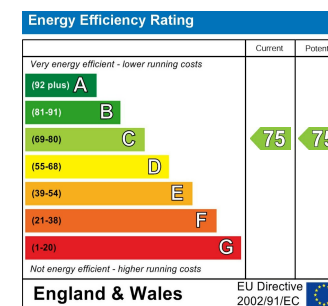 Energy Efficiency Rating
Current Potent
Very energy efficient - lower running costs
(92 plus) A
(81-91) B
(69-80) C 75 75
(55-68) D
(39-54) E
(21-38) F
(1-20) G
Not energy efficient - higher running costs
England & Wales
EU Directive
2002/91/EC